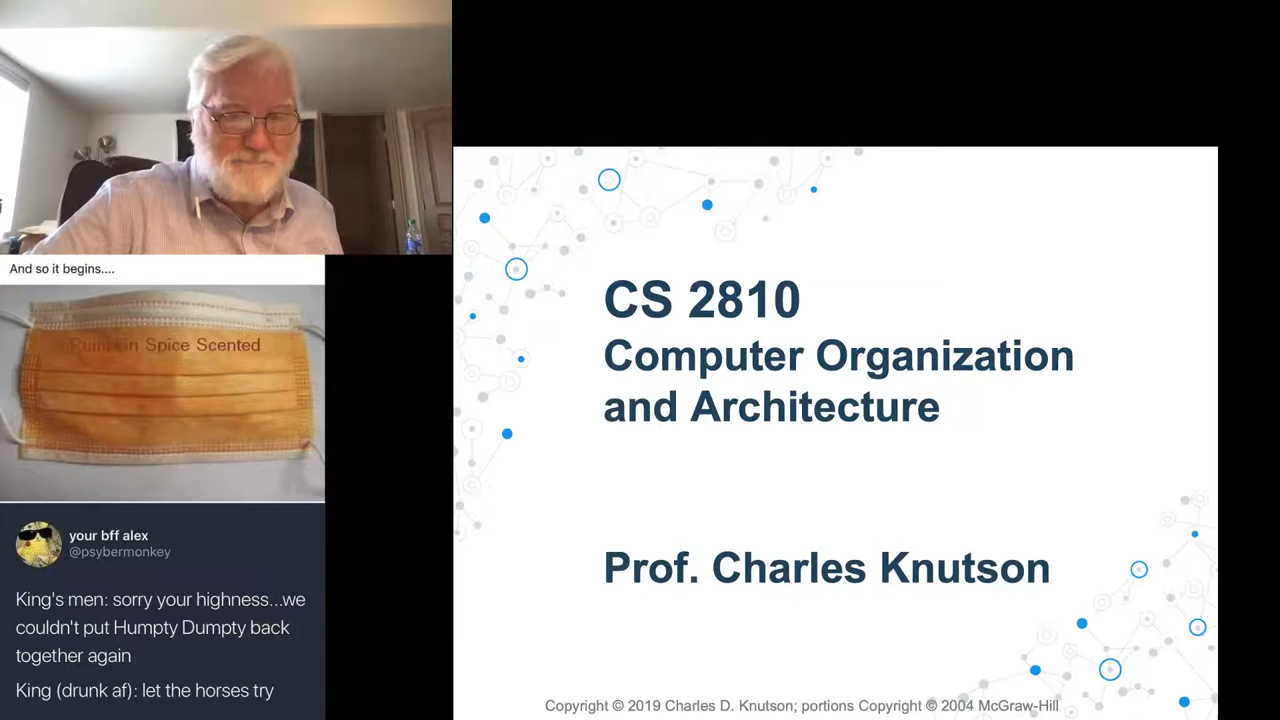 And so it begins....
Pumpkin Spice Scented
your bff alex
@psybermonkey
King's men: sorry your highness...we
couldn't put Humpty Dumpty back
together again
King (drunk af): let the horses try
CS 2810
Computer Organization
and Architecture
Prof. Charles Knutson
Copyright © 2019 Charles D. Knutson; portions Copyright © 2004 McGraw-Hill